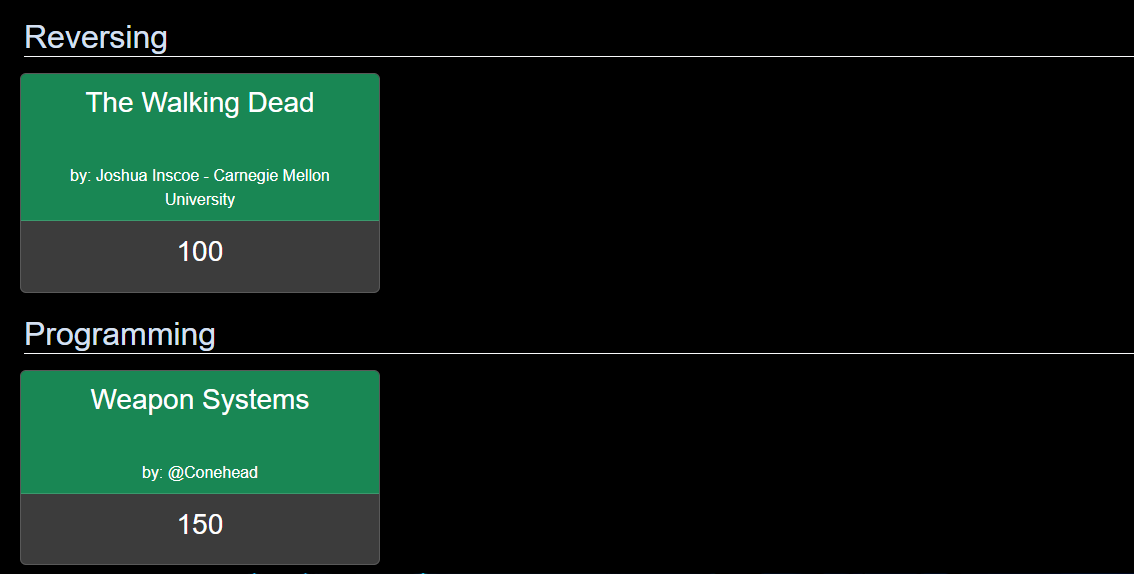 Reversing
The Walking Dead
by: Joshua Inscoe - Carnegie Mellon
University
100
Programming
Weapon Systems
by: @Conehead
150